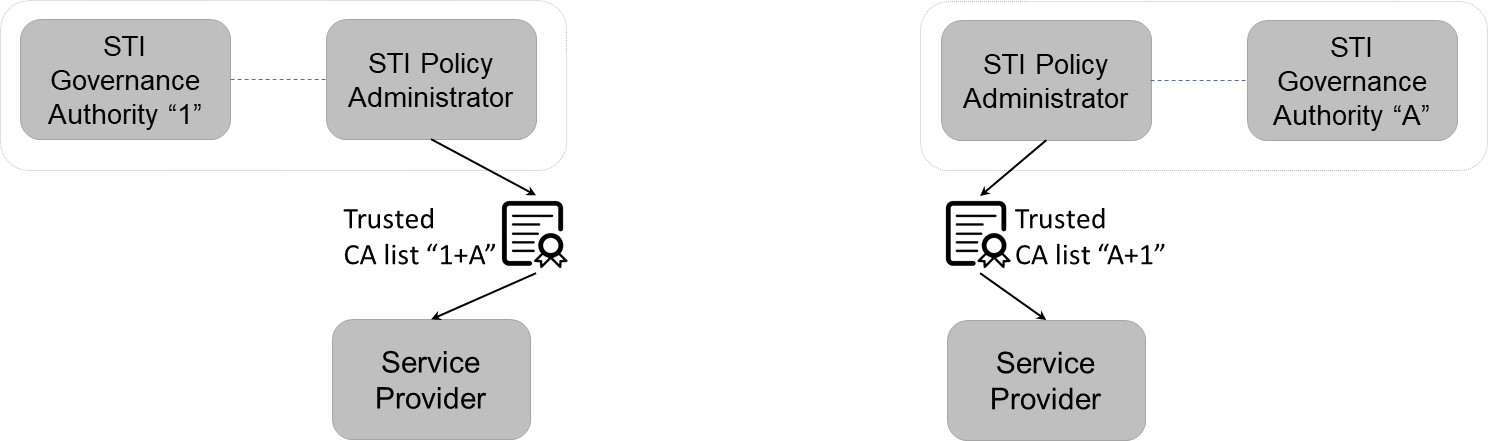 STI
Governance
Authority “1”
STI Policy
Administrator
STI Policy
Administrator
STI
Governance
Authority “A”
Trusted
CA list “1+A”
Trusted
CA list “A+1”
Service
Provider
Service
Provider